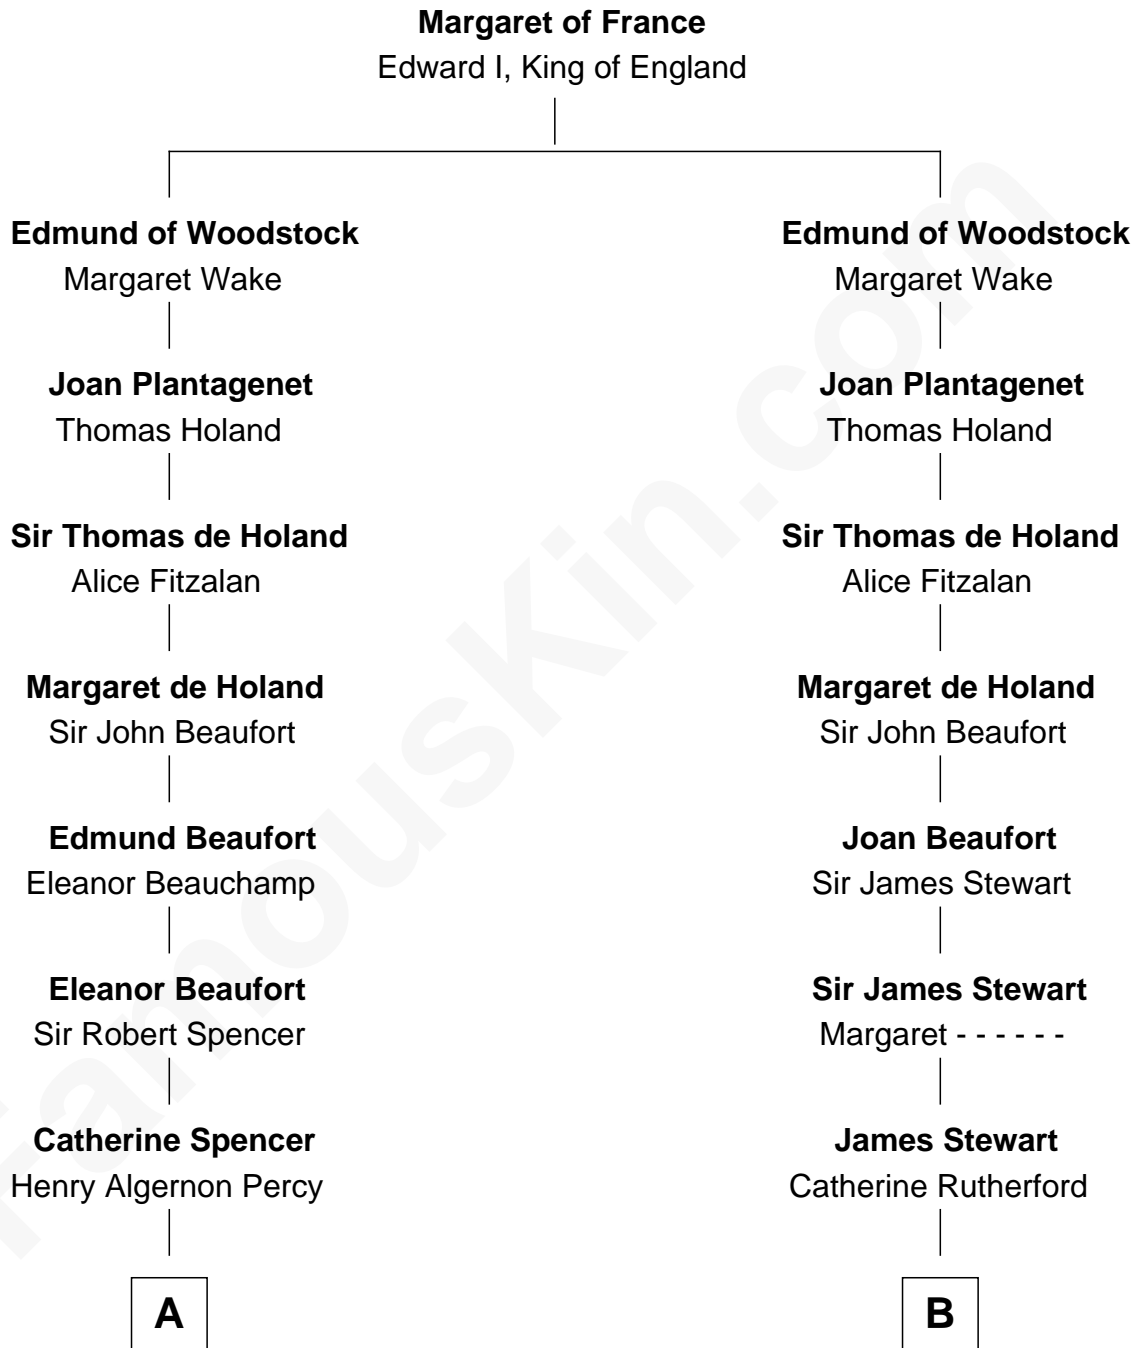 Margaret of France
Edward I, King of England
Edmund of Woodstock
Margaret Wake
Joan Plantagenet
Thomas Holand
Sir Thomas de Holand
Alice Fitzalan
Margaret de Holand
Sir John Beaufort
Edmund Beaufort
Eleanor Beauchamp
Eleanor Beaufort
Sir Robert Spencer
Catherine Spencer
Henry Algernon Percy
A
Edmund of Woodstock
Margaret Wake
Joan Plantagenet
Thomas Holand
Sir Thomas de Holand
Alice Fitzalan
Margaret de Holand
Sir John Beaufort
Joan Beaufort
Sir James Stewart
Sir James Stewart
Margaret - - - - - -
James Stewart
Catherine Rutherford
B
FamousKin.com